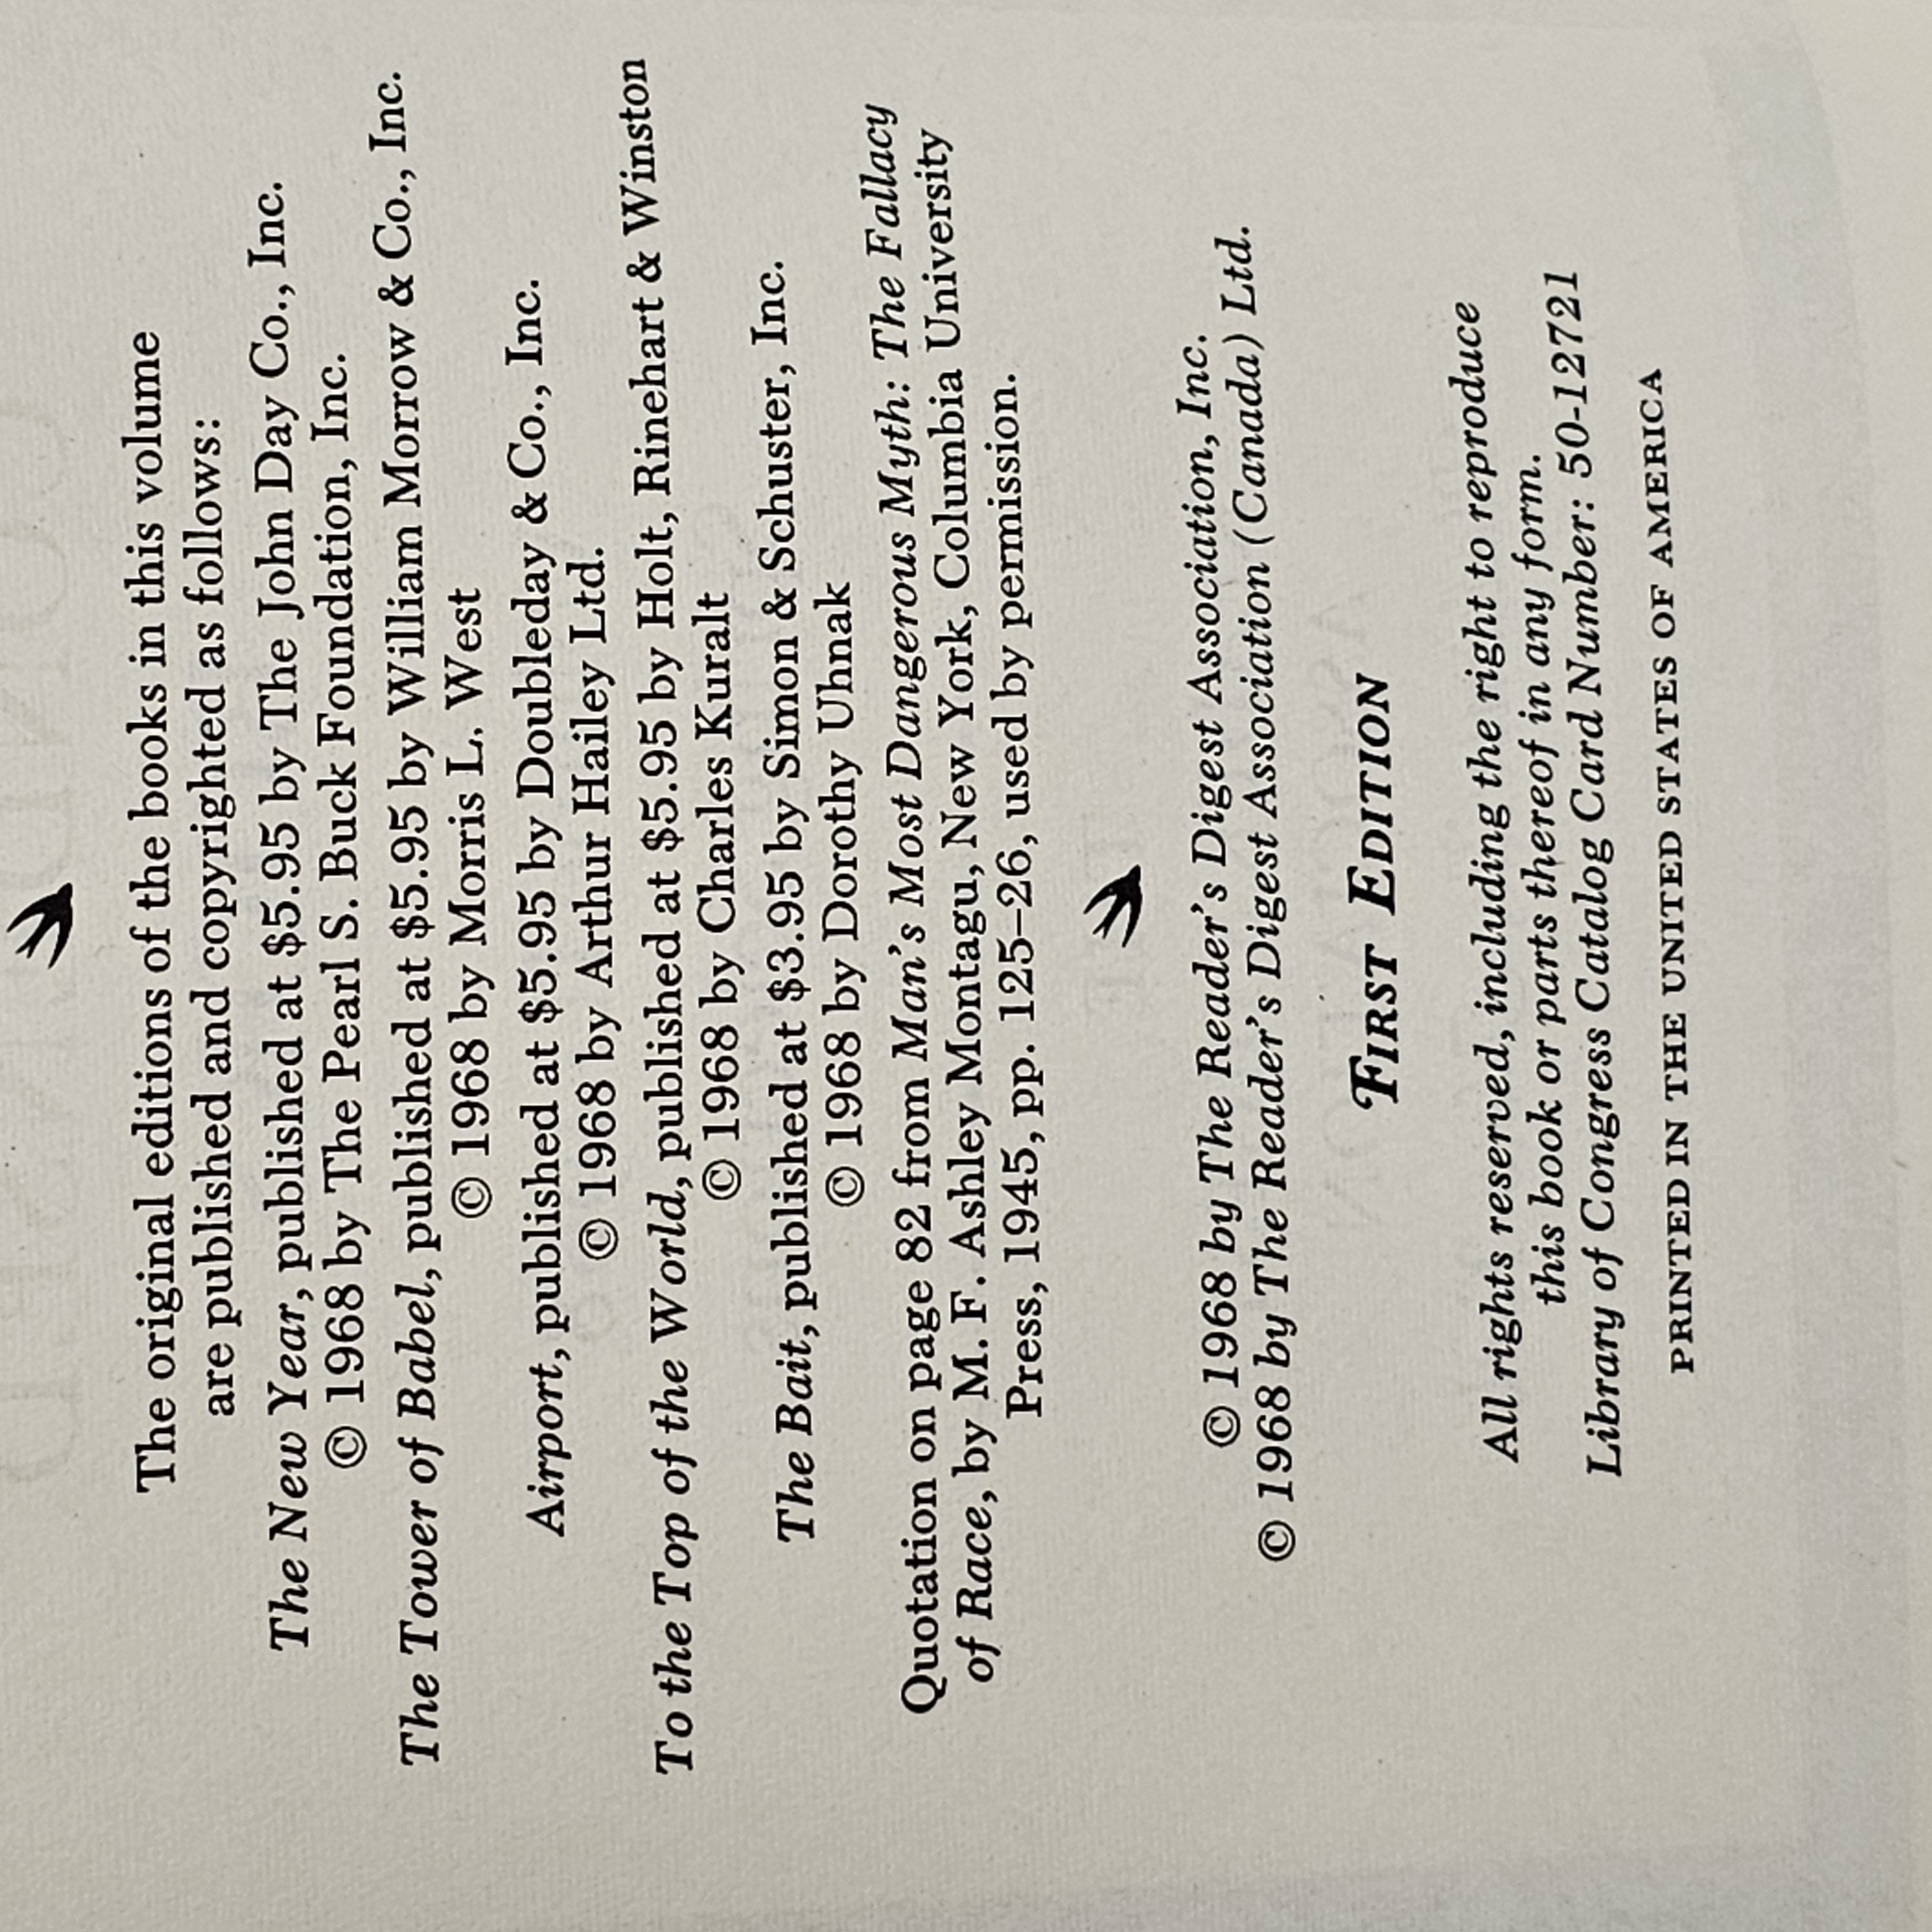 The original editions of the books in this volume
are published and copyrighted as follows:
The New Year, published at $5.95 by The John Day Co., Inc.
© 1968 by The Pearl S. Buck Foundation, Inc.
The Tower of Babel, published at $5.95 by William Morrow & Co., Inc.
© 1968 by Morris L. West
Airport, published at $5.95 by Doubleday & Co., Inc.
© 1968 by Arthur Hailey Ltd.
To the Top of the World, published at $5.95 by Holt, Rinehart & Winston
© 1968 by Charles Kuralt
The Bait, published at $3.95 by Simon & Schuster, Inc.
© 1968 by Dorothy Uhnak
Quotation on page 82 from Man's Most Dangerous Myth: The Fallacy
of Race, by M. F. Ashley Montagu, New York, Columbia University
Press, 1945, pp. 125–26, used by permission.
© 1968 by The Reader's Digest Association, Inc.
© 1968 by The Reader's Digest Association (Canada) Ltd.
FIRST EDITION
All rights reserved, including the right to reproduce
this book or parts thereof in any form.
Library of Congress Catalog Card Number: 50-12721
PRINTED IN THE UNITED STATES OF AMERICA